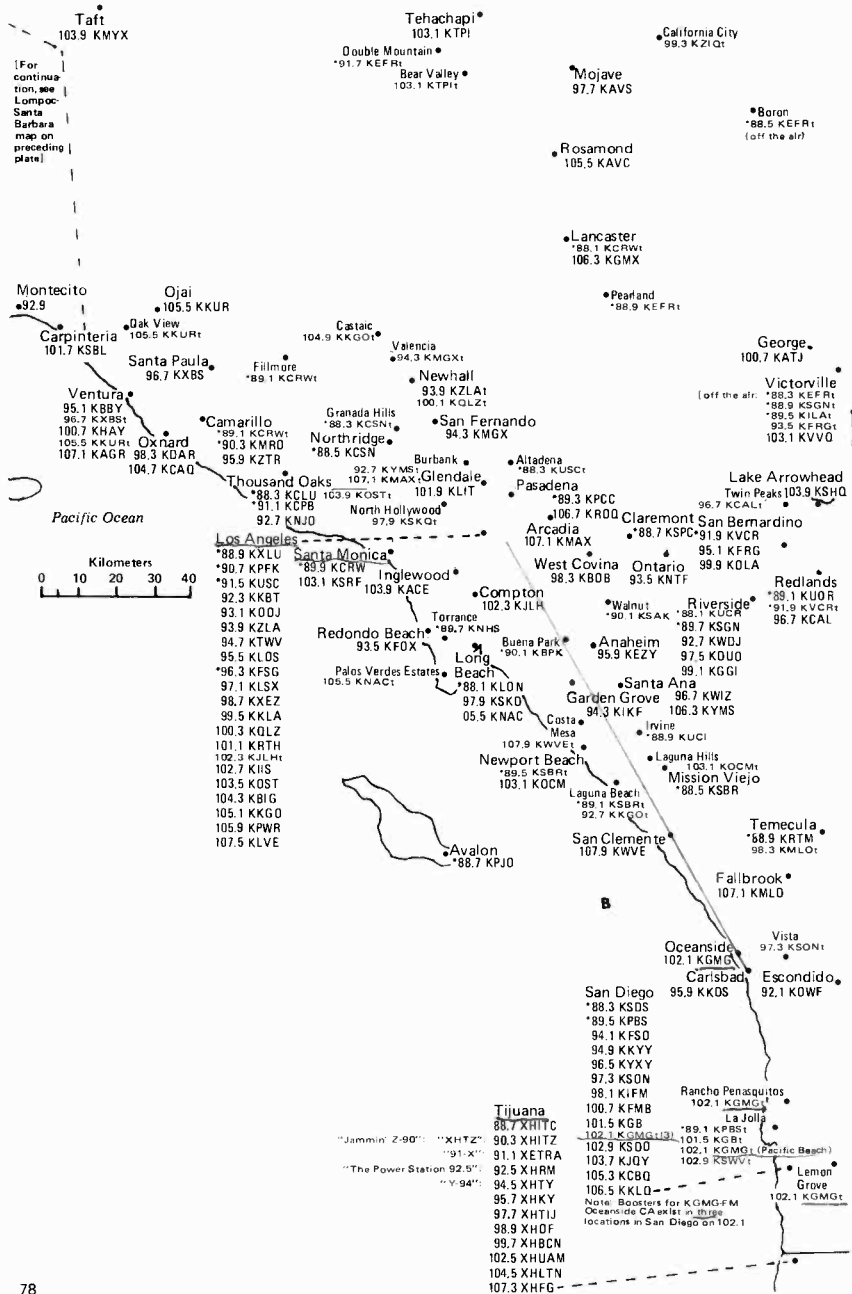 Taft
103.9 KMYX
[For
continua-
tion, see
Lompoc-
Santa
Barbara
map on
preceding
plate]
Tehachapi
103.1 KTPI
Double Mountain
*91.7 KEFRt
Bear Valley
103.1 KTPIt
California City
99.3 KZIQt
Mojave
97.7 KAVS
Boron
*88.5 KEFRt
(off the air)
Rosamond
105.5 KAVC
Lancaster
*88.1 KCRWt
106.3 KGMX
Pearland
*88.9 KEFRt
Montecito
92.9
Ojai
105.5 KKUR
Carpinteria
101.7 KSBL
Oak View
105.5 KKURt
Santa Paula
96.7 KXBS
Fillmore
*89.1 KCRWt
Castaic
104.9 KKGOt
Valencia
94.3 KMGXt
Newhall
93.9 KZLAt
100.1 KQLZt
George
100.7 KATJ
Victorville
[off the air:
*88.3 KEFRt
*88.9 KSGNt
*89.5 KILAt
93.5 KFRGt
103.1 KVVQ
Ventura
95.1 KBBY
96.7 KXBSt
100.7 KHAY
105.5 KKURt
107.1 KAGR
Oxnard
98.3 KDAR
104.7 KCAQ
Camarillo
*89.1 KCRWt
*90.3 KMRO
95.9 KZTR
Granada Hills
*88.3 KCSNt
Northridge
*88.5 KCSN
San Fernando
94.3 KMGX
Thousand Oaks
*88.3 KCLU
103.9 KOSTt
*91.1 KCPB
92.7 KNJO
Burbank
92.7 KYMSt
107.1 KMAXt
Glendale
101.9 KLIT
North Hollywood
97.9 KSKQt
Altadena
*88.3 KUSCt
Pasadena
*89.3 KPCC
106.7 KROQ
Arcadia
107.1 KMAX
Claremont
*88.7 KSPC
West Covina
98.3 KBOB
Ontario
93.5 KNTF
Lake Arrowhead
103.9 KSHQ
Twin Peaks
96.7 KCALt
San Bernardino
*91.9 KVCR
95.1 KFRG
99.9 KOLA
Redlands
*89.1 KUOR
*91.9 KVCRt
96.7 KCAL
Riverside
*88.1 KUCR
*89.7 KSGN
92.7 KWDJ
97.5 KDUO
99.1 KGGI
Pacific Ocean
Kilometers
0 10 20 30 40
Los Angeles
*88.9 KXLU
*90.7 KPFK
*91.5 KUSC
92.3 KKBT
93.1 KODJ
93.9 KZLA
94.7 KTWV
95.5 KLOS
*96.3 KFSG
97.1 KLSX
98.7 KXEZ
99.5 KKLA
100.3 KQLZ
101.1 KRTH
102.3 KJLHt
102.7 KIIS
103.5 KOST
104.3 KBIG
105.1 KKGO
105.9 KPWR
107.5 KLVE
Santa Monica
*89.9 KCRW
103.1 KSRF
Inglewood
103.9 KACE
Compton
102.3 KJLH
Walnut
*90.1 KSAK
Redondo Beach
93.5 KFOX
Torrance
*89.7 KNHS
Palos Verdes Estates
105.5 KNACt
Long
Beach
*88.1 KLON
97.9 KSKQ
05.5 KNAC
Buena Park
*90.1 KBPK
Anaheim
95.9 KEZY
Garden Grove
94.3 KIKF
Santa Ana
96.7 KWIZ
106.3 KYMS
Costa
Mesa
107.9 KWVEt
Irvine
*88.9 KUCI
Newport Beach
*89.5 KSBRt
103.1 KOCM
Laguna Hills
103.1 KOCMt
Mission Viejo
*88.5 KSBR
Laguna Beach
*89.1 KSBRt
92.7 KKGOt
San Clemente
107.9 KWVE
Temecula
*88.9 KRTM
98.3 KMLOt
Avalon
*88.7 KPJO
Fallbrook
107.1 KMLO
B
Oceanside
102.1 KGMG
Vista
97.3 KSONt
Carlsbad
95.9 KKOS
Escondido
92.1 KOWF
San Diego
*88.3 KSDS
*89.5 KPBS
94.1 KFSD
94.9 KKYY
96.5 KYXY
97.3 KSON
98.1 KIFM
100.7 KFMB
101.5 KGB
102.1 KGMGt[3]
102.9 KSDO
103.7 KJQY
105.3 KCBQ
106.5 KKLQ
Note: Boosters for KGMG-FM
Oceanside CA exist in three
locations in San Diego on 102.1
Rancho Penasquitos
102.1 KGMGt
La Jolla
*89.1 KPBSt
101.5 KGBt
102.1 KGMGt (Pacific Beach)
102.9 KSWVt
Lemon
Grove
102.1 KGMGt
Tijuana
88.7 XHITC
"Jammin' Z-90": "XHTZ": 90.3 XHITZ
"91-X": 91.1 XETRA
"The Power Station 92.5": 92.5 XHRM
"Y-94": 94.5 XHTY
95.7 XHKY
97.7 XHTIJ
98.9 XHOF
99.7 XHBCN
102.5 XHUAM
104.5 XHLTN
107.3 XHFG
78